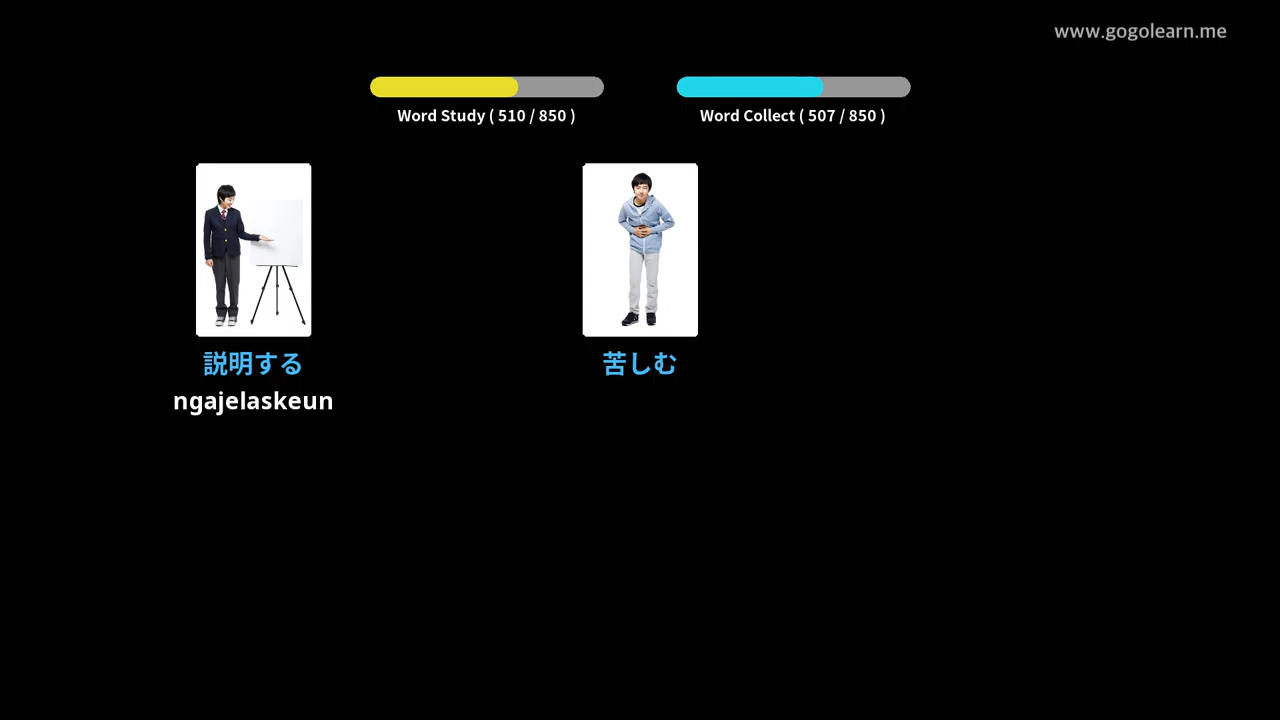 www.gogolearn.me
Word Study ( 510 / 850 )
Word Collect ( 507 / 850 )
説明する
苦しむ
ngajelaskeun